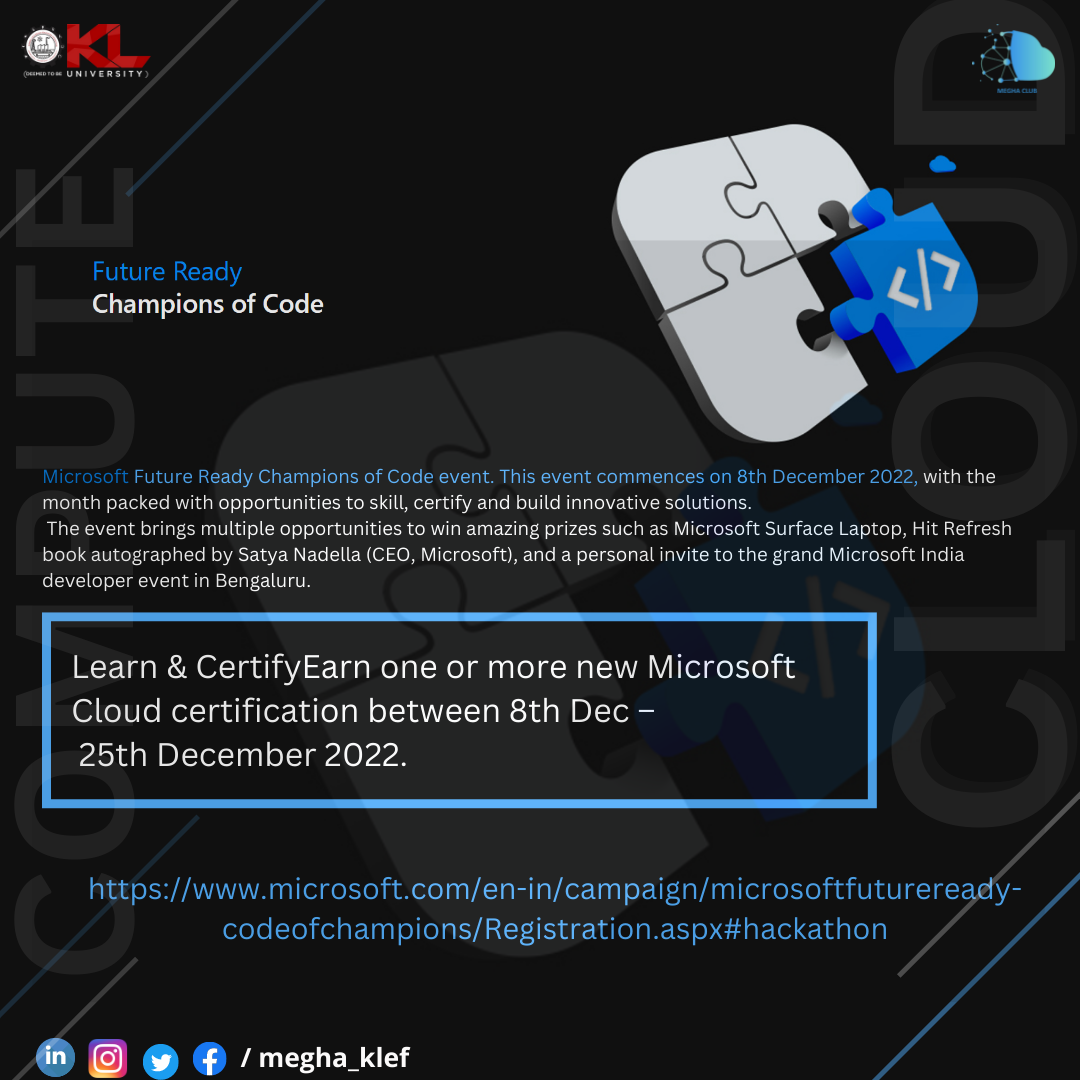 KL
(DEEMED TO BE UNIVERSITY)
MEGHA CLUB
COMPUTE
CLOUD
Future Ready
Champions of Code
</>
Microsoft Future Ready Champions of Code event. This event commences on 8th December 2022, with the
month packed with opportunities to skill, certify and build innovative solutions.
The event brings multiple opportunities to win amazing prizes such as Microsoft Surface Laptop, Hit Refresh
book autographed by Satya Nadella (CEO, Microsoft), and a personal invite to the grand Microsoft India
developer event in Bengaluru.
</>
Learn & CertifyEarn one or more new Microsoft
Cloud certification between 8th Dec –
25th December 2022.
https://www.microsoft.com/en-in/campaign/microsoftfutureready-
codeofchampions/Registration.aspx#hackathon
in / megha_klef